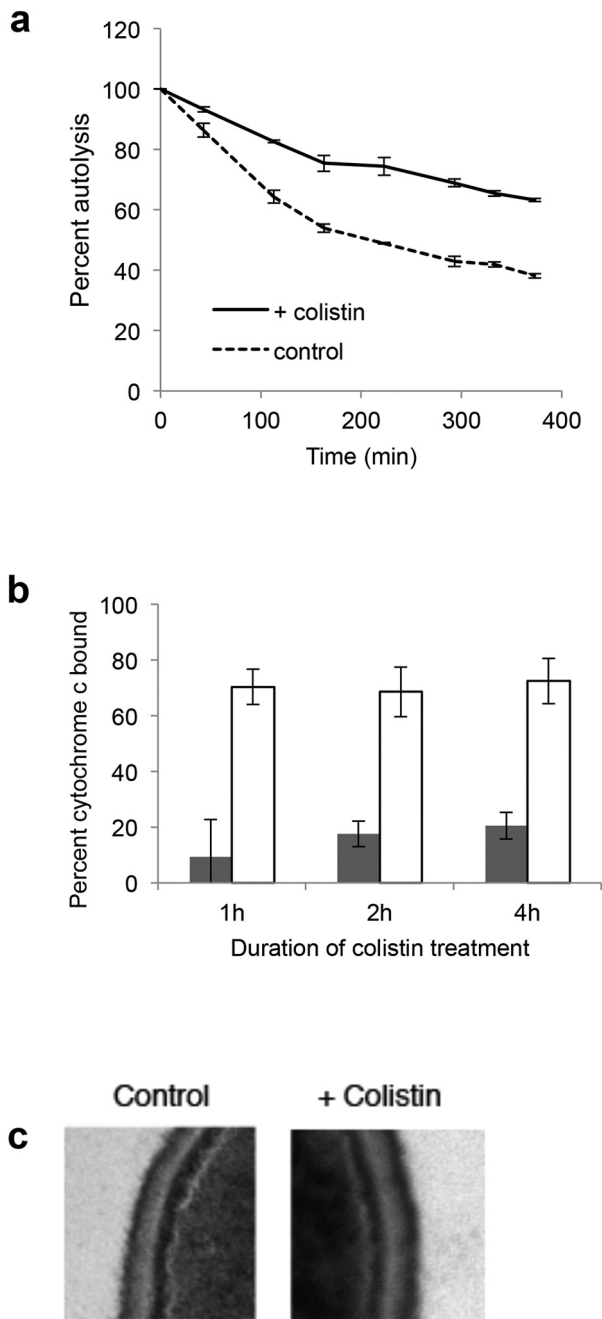 a
Percent autolysis
120
100
80
60
40
20
0
+ colistin
control
0 100 200 300 400
Time (min)
b
Percent cytochrome c bound
100
80
60
40
20
0
1h 2h 4h
Duration of colistin treatment
Control + Colistin
c